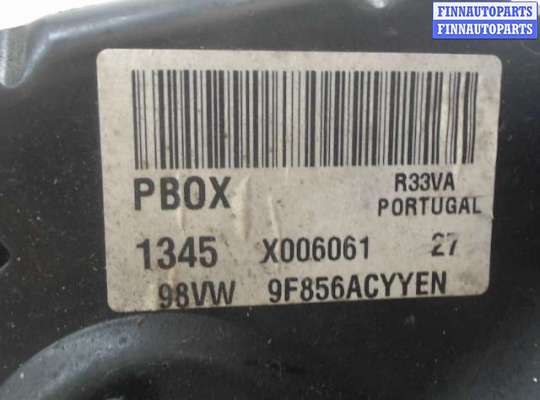 FINNAUTOPARTS
FINNAUTOPARTS
PBOX R33VA
PORTUGAL
1345 X006061 27
98VW 9F856ACYYEN